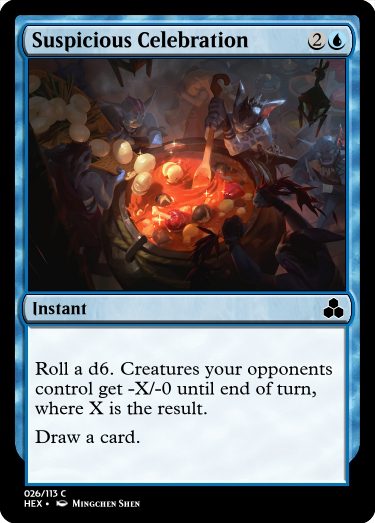 Suspicious Celebration 2
Instant
Roll a d6. Creatures your opponents
control get -X/-0 until end of turn,
where X is the result.
Draw a card.
026/113 C
HEX • Mingchen Shen